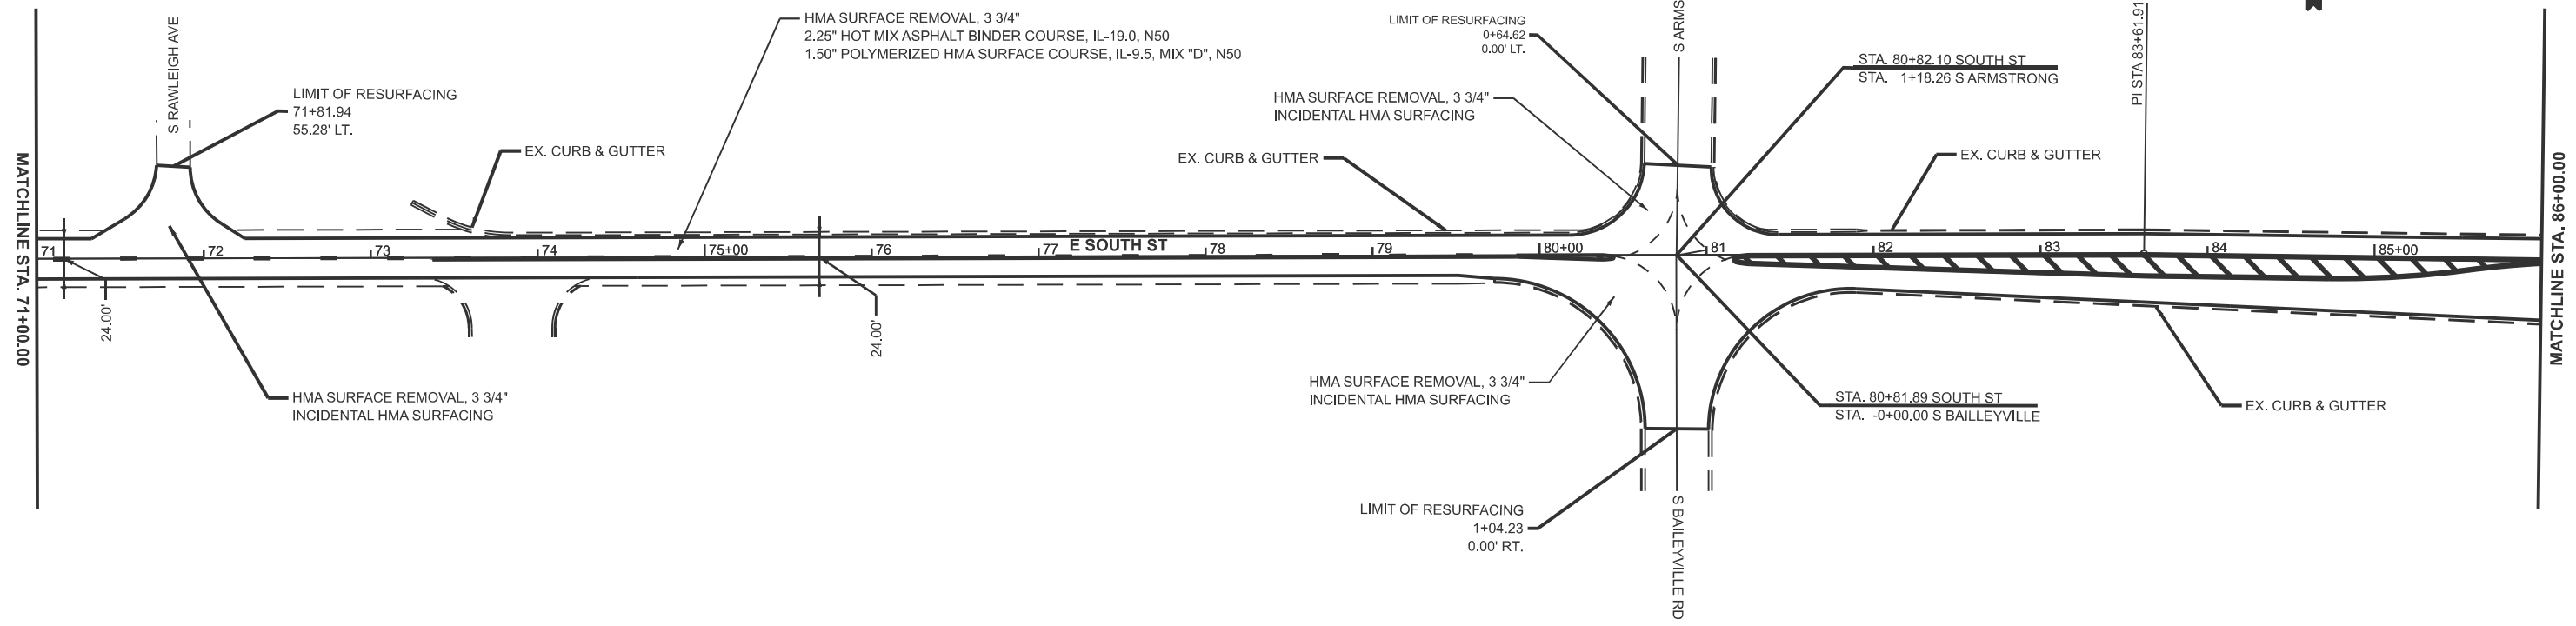 MATCHLINE STA. 71+00.00
S RAWLEIGH AVE
LIMIT OF RESURFACING
71+81.94
55.28' LT.
HMA SURFACE REMOVAL, 3 3/4"
2.25" HOT MIX ASPHALT BINDER COURSE, IL-19.0, N50
1.50" POLYMERIZED HMA SURFACE COURSE, IL-9.5, MIX "D", N50
EX. CURB & GUTTER
LIMIT OF RESURFACING
0+64.62
0.00' LT.
S ARMS
HMA SURFACE REMOVAL, 3 3/4"
INCIDENTAL HMA SURFACING
EX. CURB & GUTTER
STA. 80+82.10 SOUTH ST
STA. 1+18.26 S ARMSTRONG
PI STA 83+61.91
EX. CURB & GUTTER
MATCHLINE STA. 86+00.00
71 72 73 74 75+00 76 77 78 79 80+00 81 82 83 84 85+00
E SOUTH ST
24.00'
24.00'
HMA SURFACE REMOVAL, 3 3/4"
INCIDENTAL HMA SURFACING
HMA SURFACE REMOVAL, 3 3/4"
INCIDENTAL HMA SURFACING
STA. 80+81.89 SOUTH ST
STA. -0+00.00 S BAILLEYVILLE
EX. CURB & GUTTER
LIMIT OF RESURFACING
1+04.23
0.00' RT.
S BAILEYVILLE RD